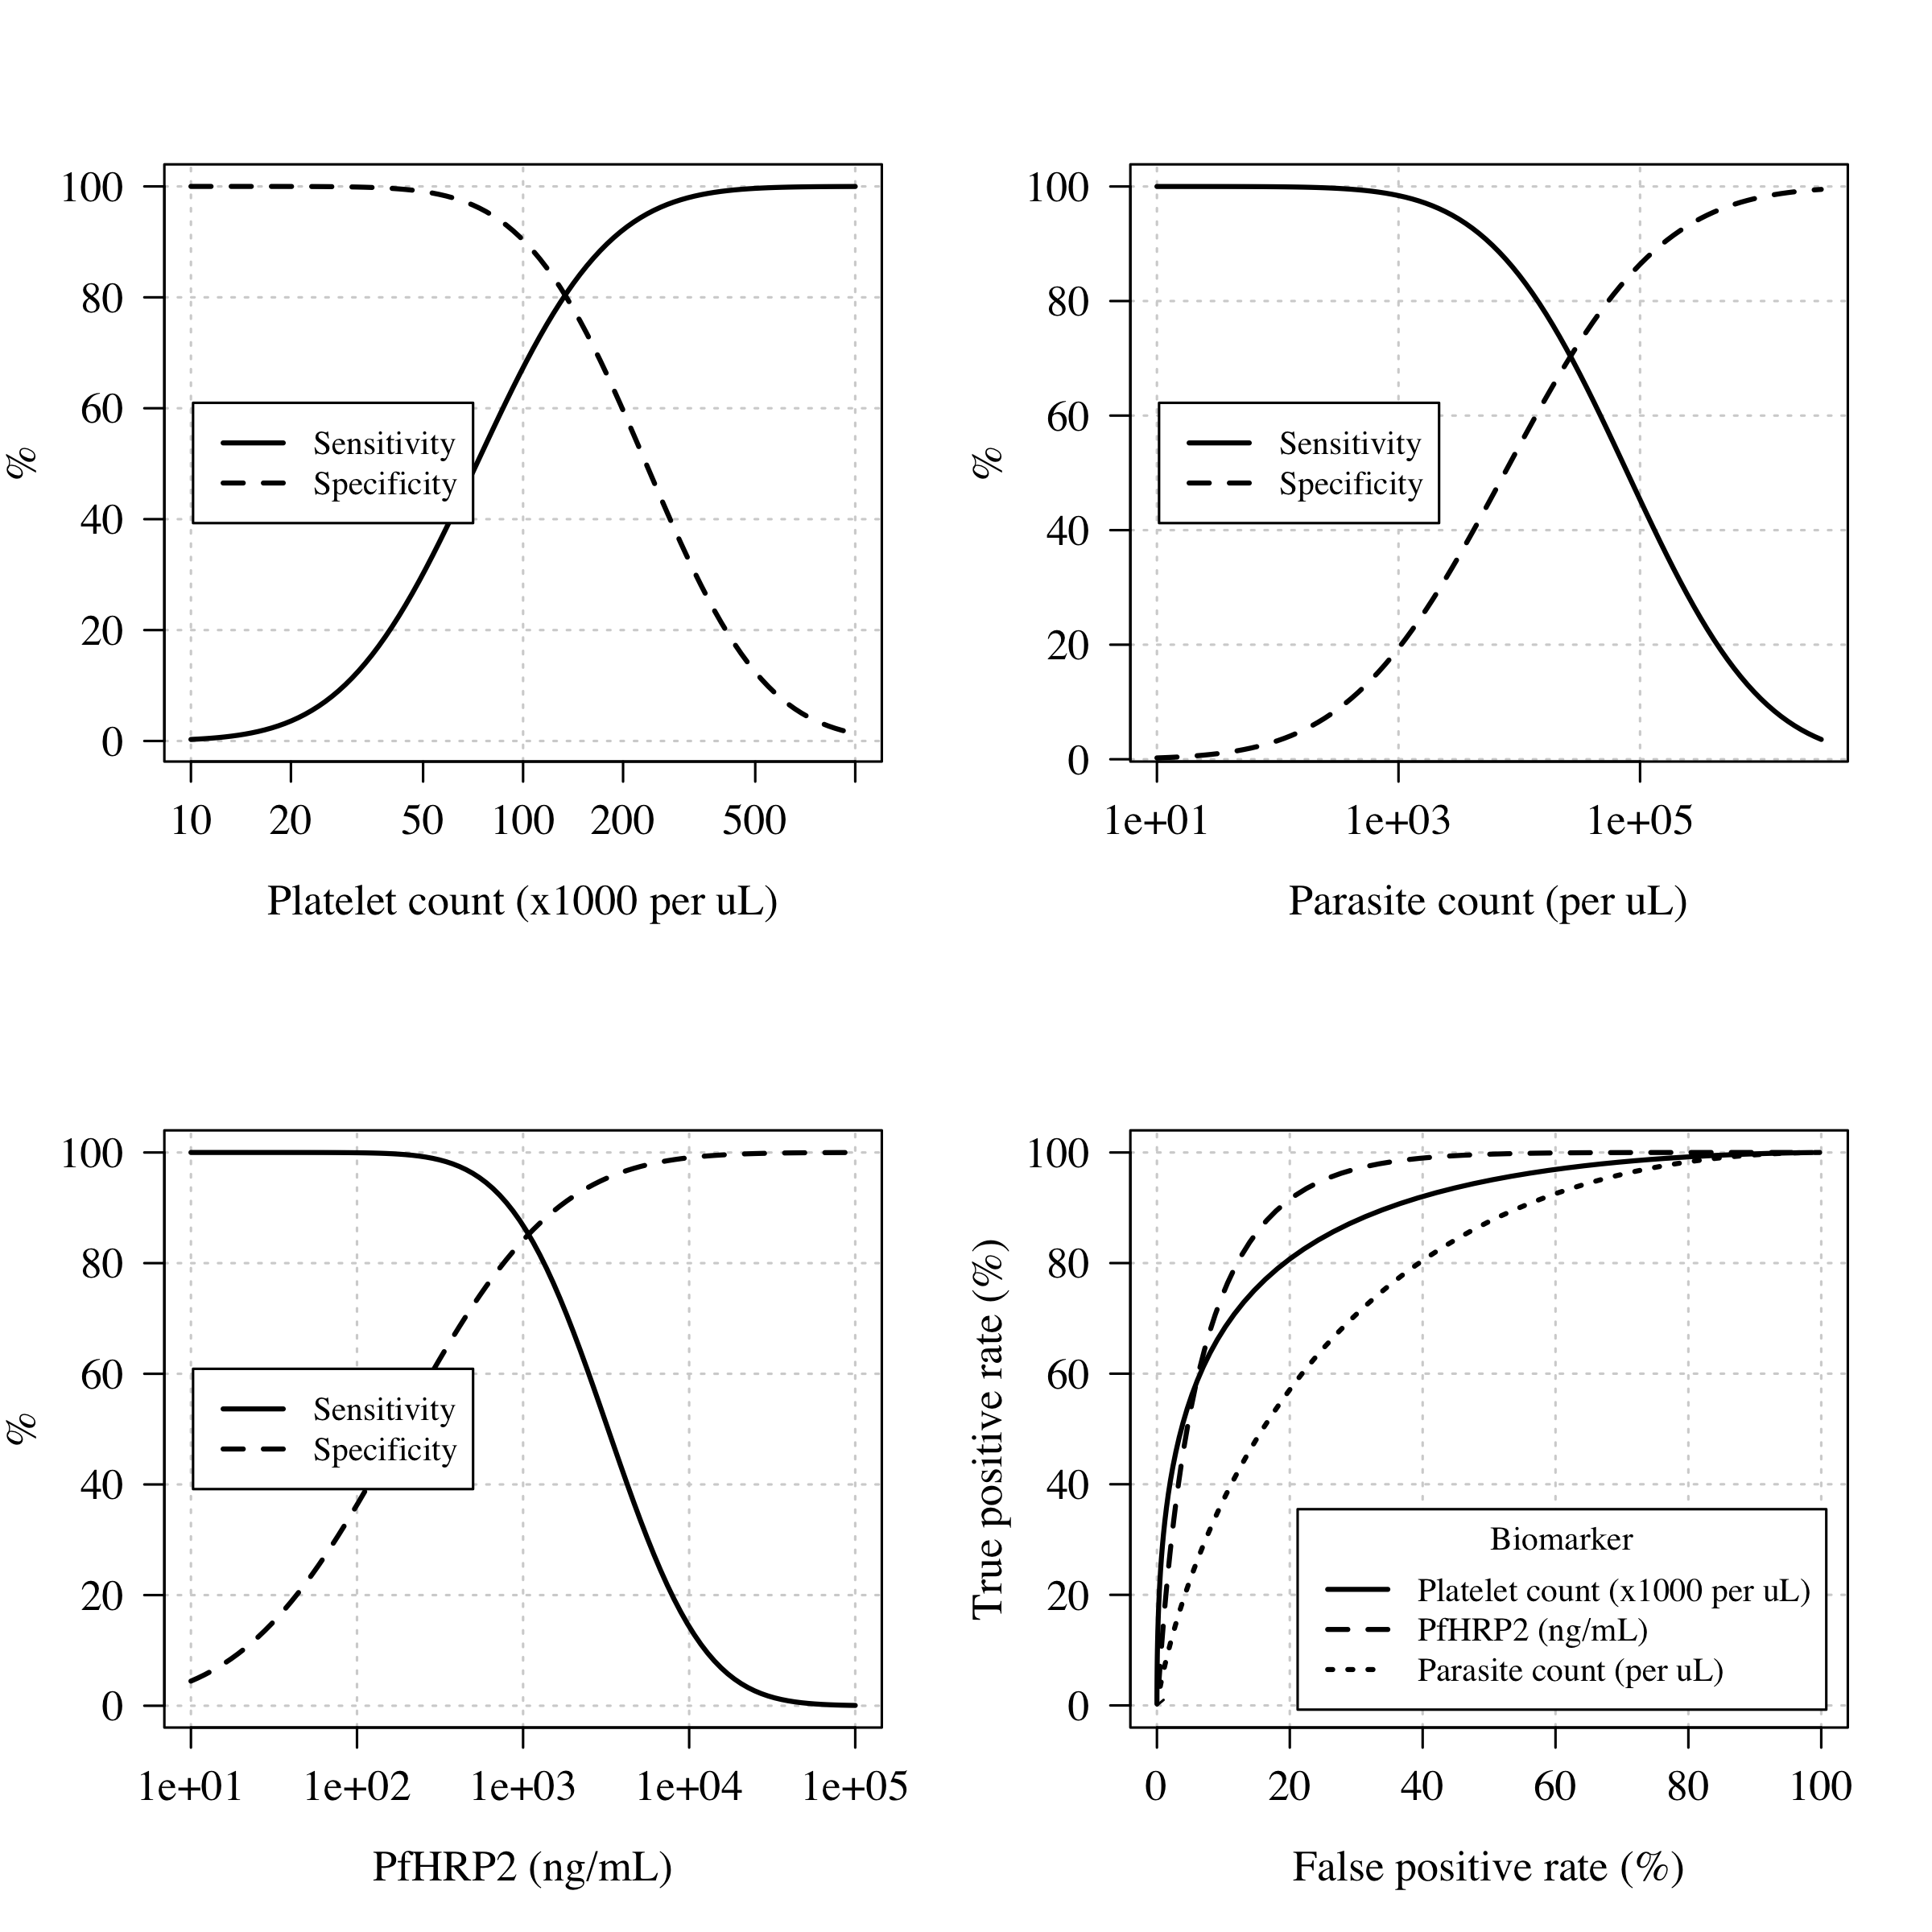 100
80
60
40
20
0
%
Sensitivity
Specificity
10 20 50 100 200 500
Platelet count (x1000 per uL)
100
80
60
40
20
0
%
Sensitivity
Specificity
1e+01 1e+03 1e+05
Parasite count (per uL)
100
80
60
40
20
0
%
Sensitivity
Specificity
1e+01 1e+02 1e+03 1e+04 1e+05
PfHRP2 (ng/mL)
100
80
60
40
20
0
True positive rate (%)
Biomarker
Platelet count (x1000 per uL)
PfHRP2 (ng/mL)
Parasite count (per uL)
0 20 40 60 80 100
False positive rate (%)